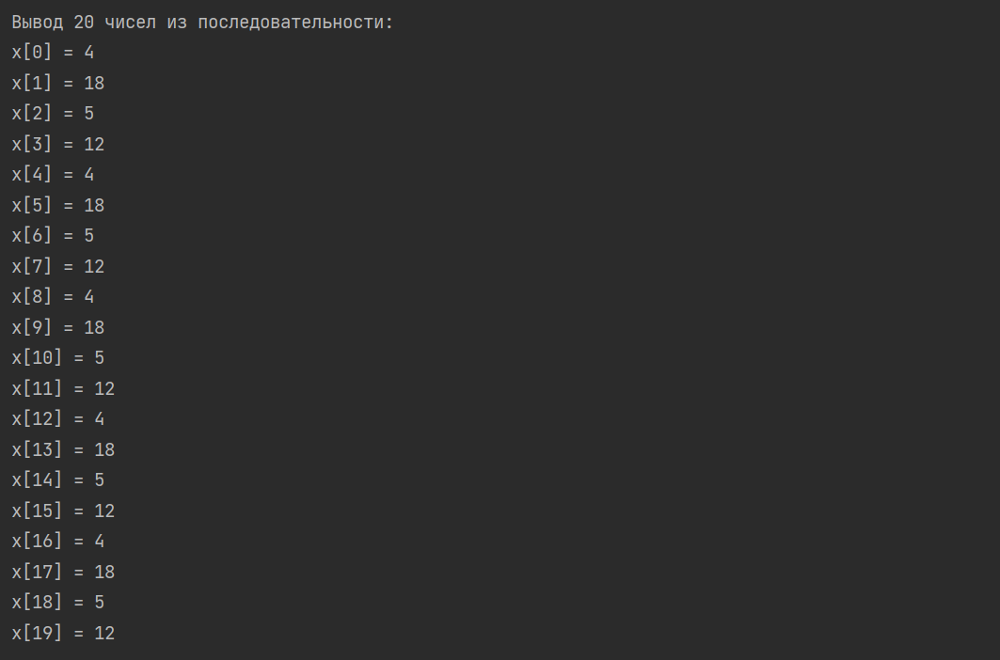 Вывод 20 чисел из последовательности:
x[0] = 4
x[1] = 18
x[2] = 5
x[3] = 12
x[4] = 4
x[5] = 18
x[6] = 5
x[7] = 12
x[8] = 4
x[9] = 18
x[10] = 5
x[11] = 12
x[12] = 4
x[13] = 18
x[14] = 5
x[15] = 12
x[16] = 4
x[17] = 18
x[18] = 5
x[19] = 12